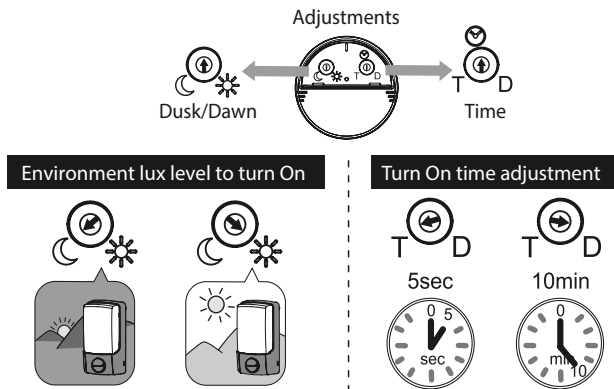 Adjustments
T D
T D
Dusk/Dawn
Time
Environment lux level to turn On
Turn On time adjustment
T D
T D
5sec
10min
0 5
sec
0
min
10